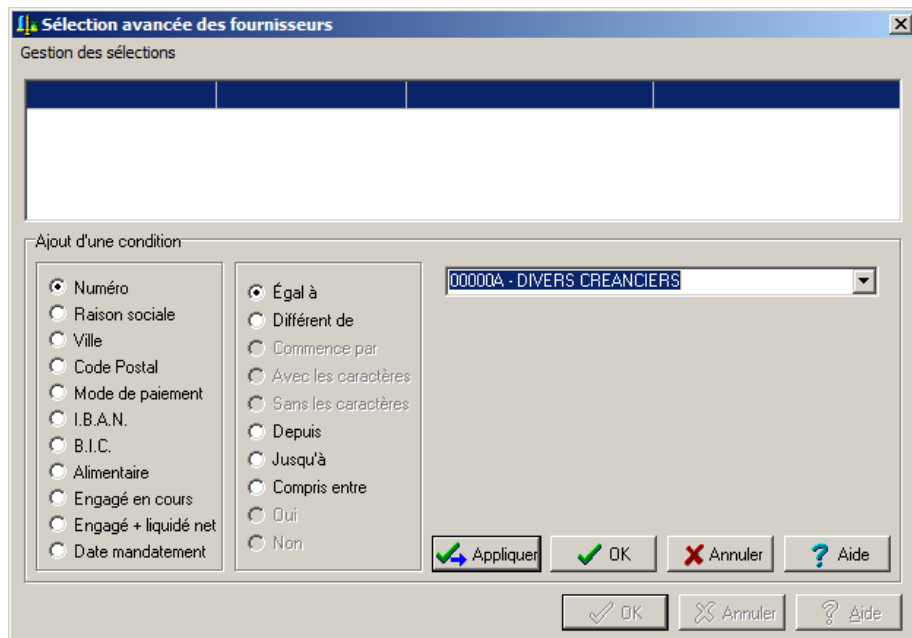 Sélection avancée des fournisseurs
Gestion des sélections
Ajout d'une condition
Numéro
Raison sociale
Ville
Code Postal
Mode de paiement
I.B.A.N.
B.I.C.
Alimentaire
Engagé en cours
Engagé + liquidé net
Date mandatement
Égal à
Différent de
Commence par
Avec les caractères
Sans les caractères
Depuis
Jusqu'à
Compris entre
Oui
Non
00000A - DIVERS CREANCIERS
Appliquer
OK
Annuler
Aide
OK
Annuler
Aide